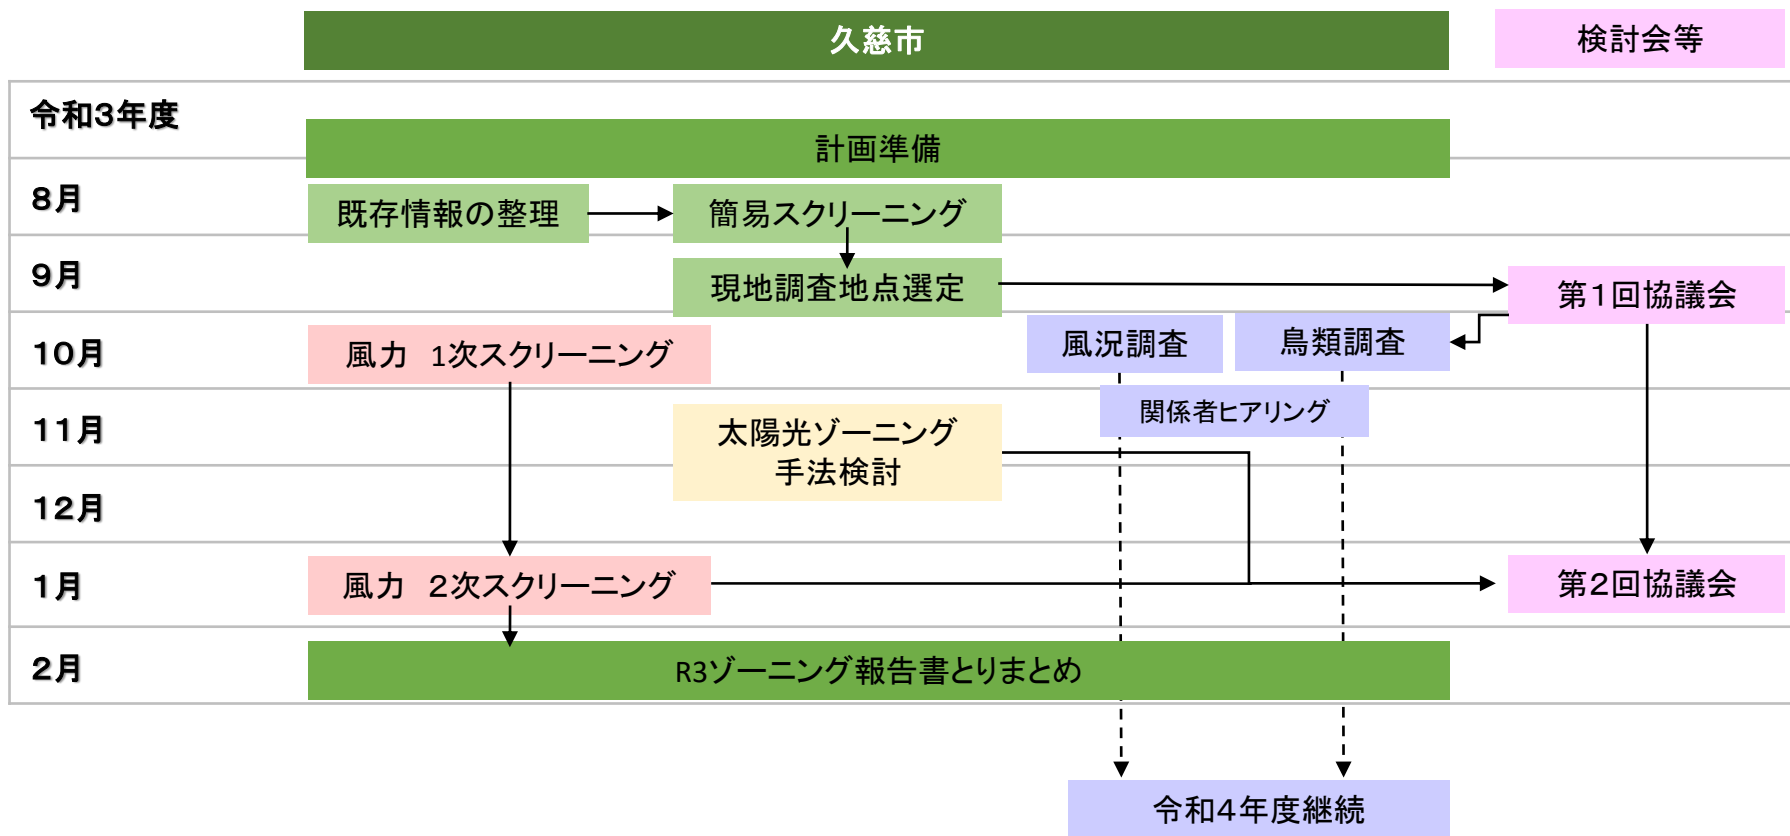 久慈市
検討会等
令和3年度
計画準備
8月
既存情報の整理
簡易スクリーニング
9月
現地調査地点選定
第1回協議会
10月
風力　1次スクリーニング
風況調査
鳥類調査
関係者ヒアリング
11月
太陽光ゾーニング
手法検討
12月
1月
風力　2次スクリーニング
第2回協議会
2月
R3ゾーニング報告書とりまとめ
令和4年度継続